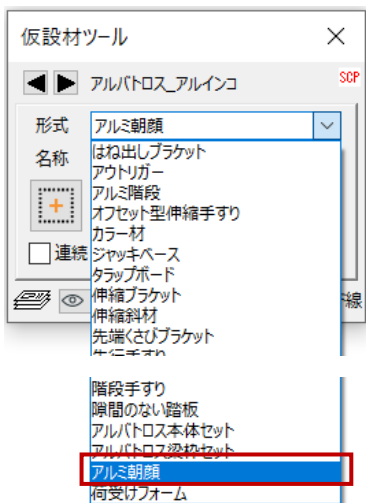 仮設材ツール
アルバトロス_アルインコ
SCP
形式 アルミ朝顔
名称
はね出しブラケット
アウトリガー
アルミ階段
オフセット型伸縮手すり
カラー材
連続
ジャッキベース
タラップボード
伸縮ブラケット
伸縮斜材
線
先端くさびブラケット
先行手すり
階段手すり
隙間のない踏板
アルバトロス本体セット
アルバトロス梁枠セット
アルミ朝顔
荷受けフォーム